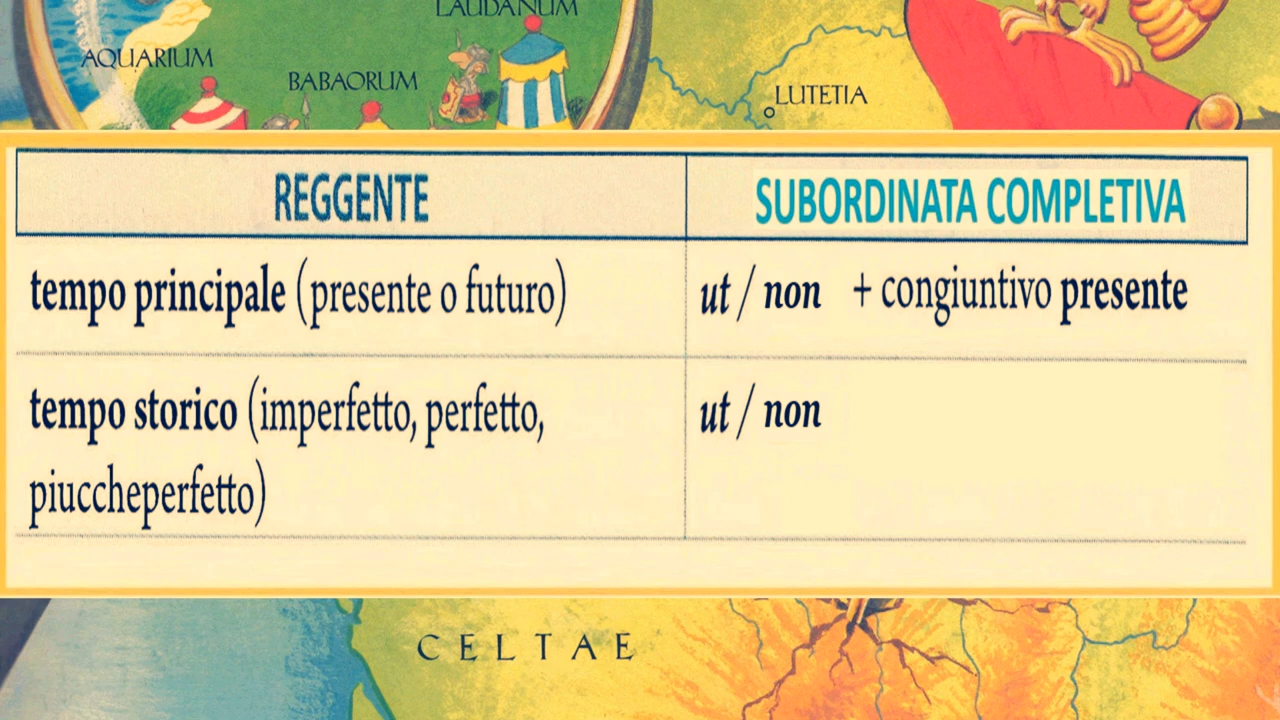 LAUDANUM
AQUARIUM
BABAORUM
LUTETIA
REGGENTE SUBORDINATA COMPLETIVA
tempo principale (presente o futuro) ut / non + congiuntivo presente
tempo storico (imperfetto, perfetto, ut / non
piuccheperfetto)
CELTAE